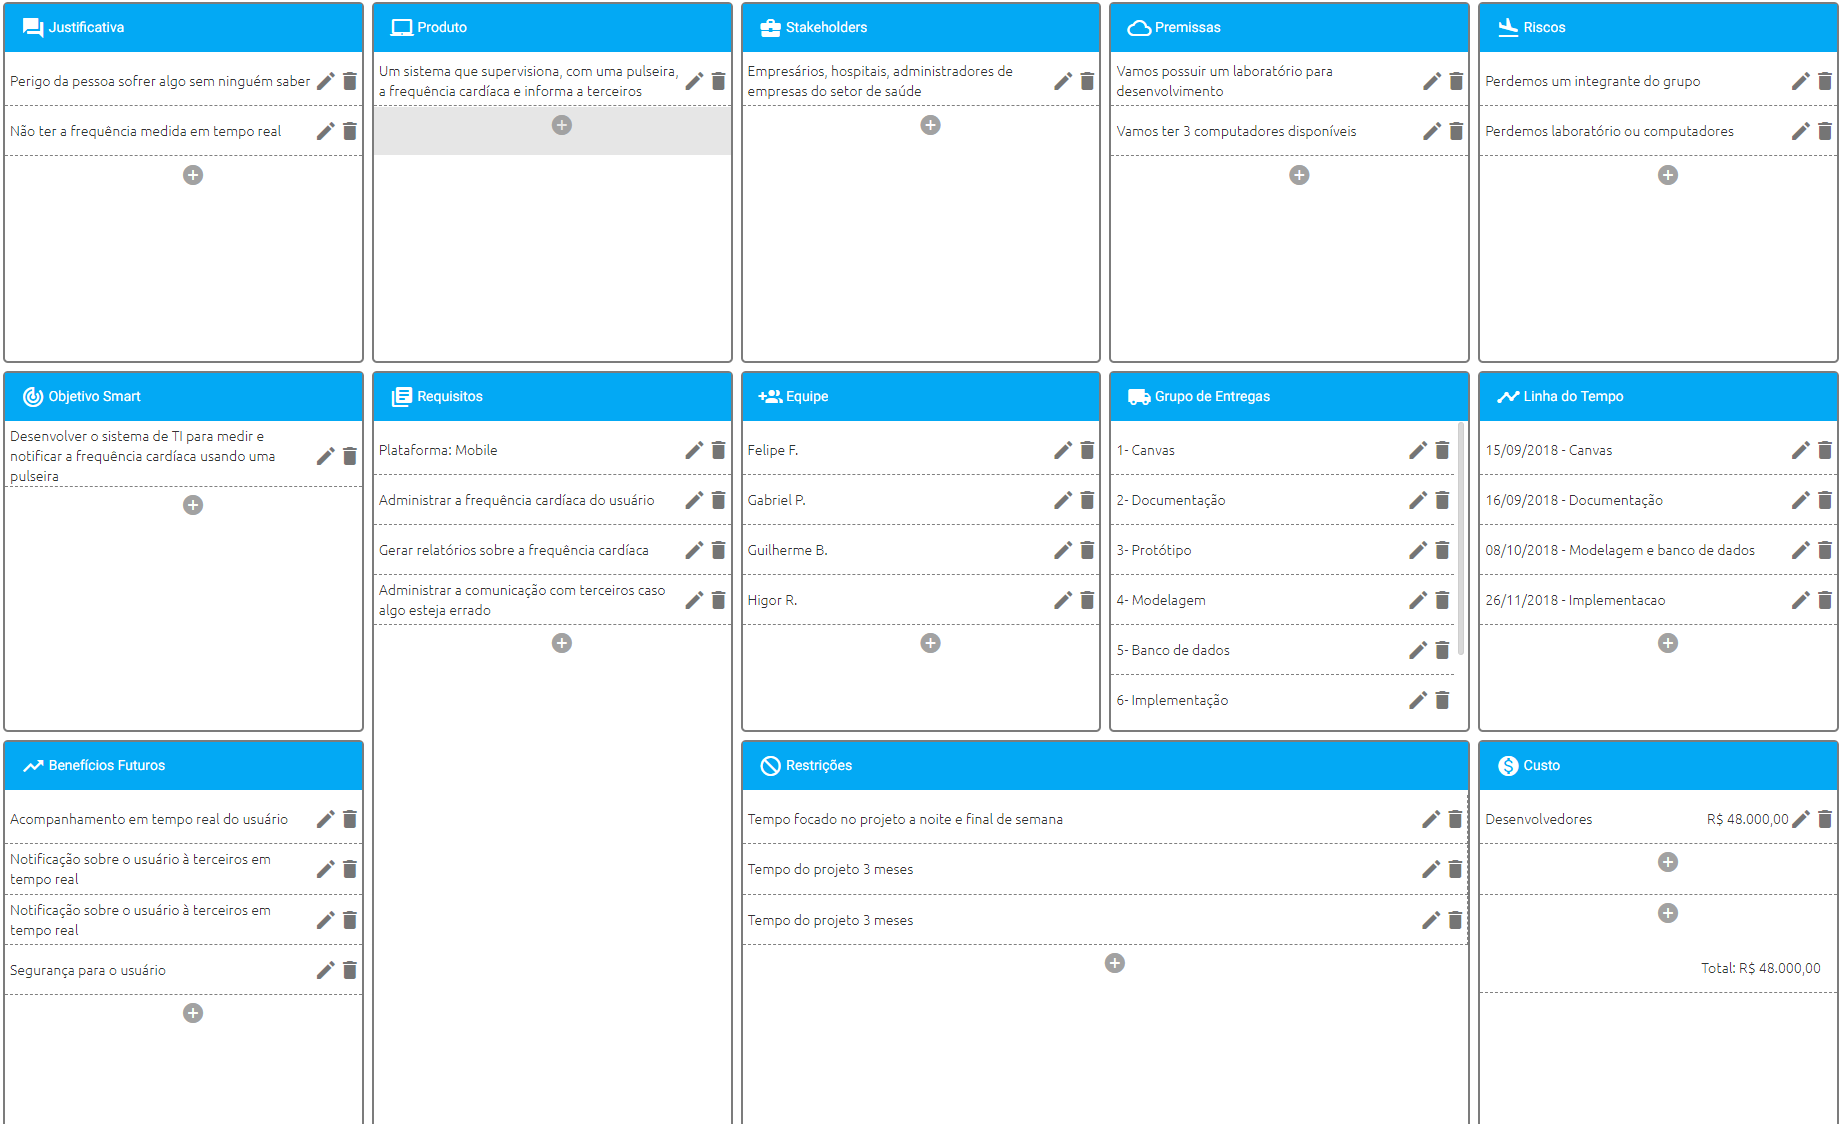 Justificativa
Perigo da pessoa sofrer algo sem ninguém saber
Não ter a frequência medida em tempo real
Produto
Um sistema que supervisiona, com uma pulseira,
a frequência cardíaca e informa a terceiros
Stakeholders
Empresários, hospitais, administradores de
empresas do setor de saúde
Premissas
Vamos possuir um laboratório para
desenvolvimento
Vamos ter 3 computadores disponíveis
Riscos
Perdemos um integrante do grupo
Perdemos laboratório ou computadores
Objetivo Smart
Desenvolver o sistema de TI para medir e
notificar a frequência cardíaca usando uma
pulseira
Requisitos
Plataforma: Mobile
Administrar a frequência cardíaca do usuário
Gerar relatórios sobre a frequência cardíaca
Administrar a comunicação com terceiros caso
algo esteja errado
Equipe
Felipe F.
Gabriel P.
Guilherme B.
Higor R.
Grupo de Entregas
1- Canvas
2- Documentação
3- Protótipo
4- Modelagem
5- Banco de dados
6- Implementação
Linha do Tempo
15/09/2018 - Canvas
16/09/2018 - Documentação
08/10/2018 - Modelagem e banco de dados
26/11/2018 - Implementacao
Benefícios Futuros
Acompanhamento em tempo real do usuário
Notificação sobre o usuário à terceiros em
tempo real
Notificação sobre o usuário à terceiros em
tempo real
Segurança para o usuário
Restrições
Tempo focado no projeto a noite e final de semana
Tempo do projeto 3 meses
Tempo do projeto 3 meses
Custo
Desenvolvedores R$ 48.000,00
Total: R$ 48.000,00